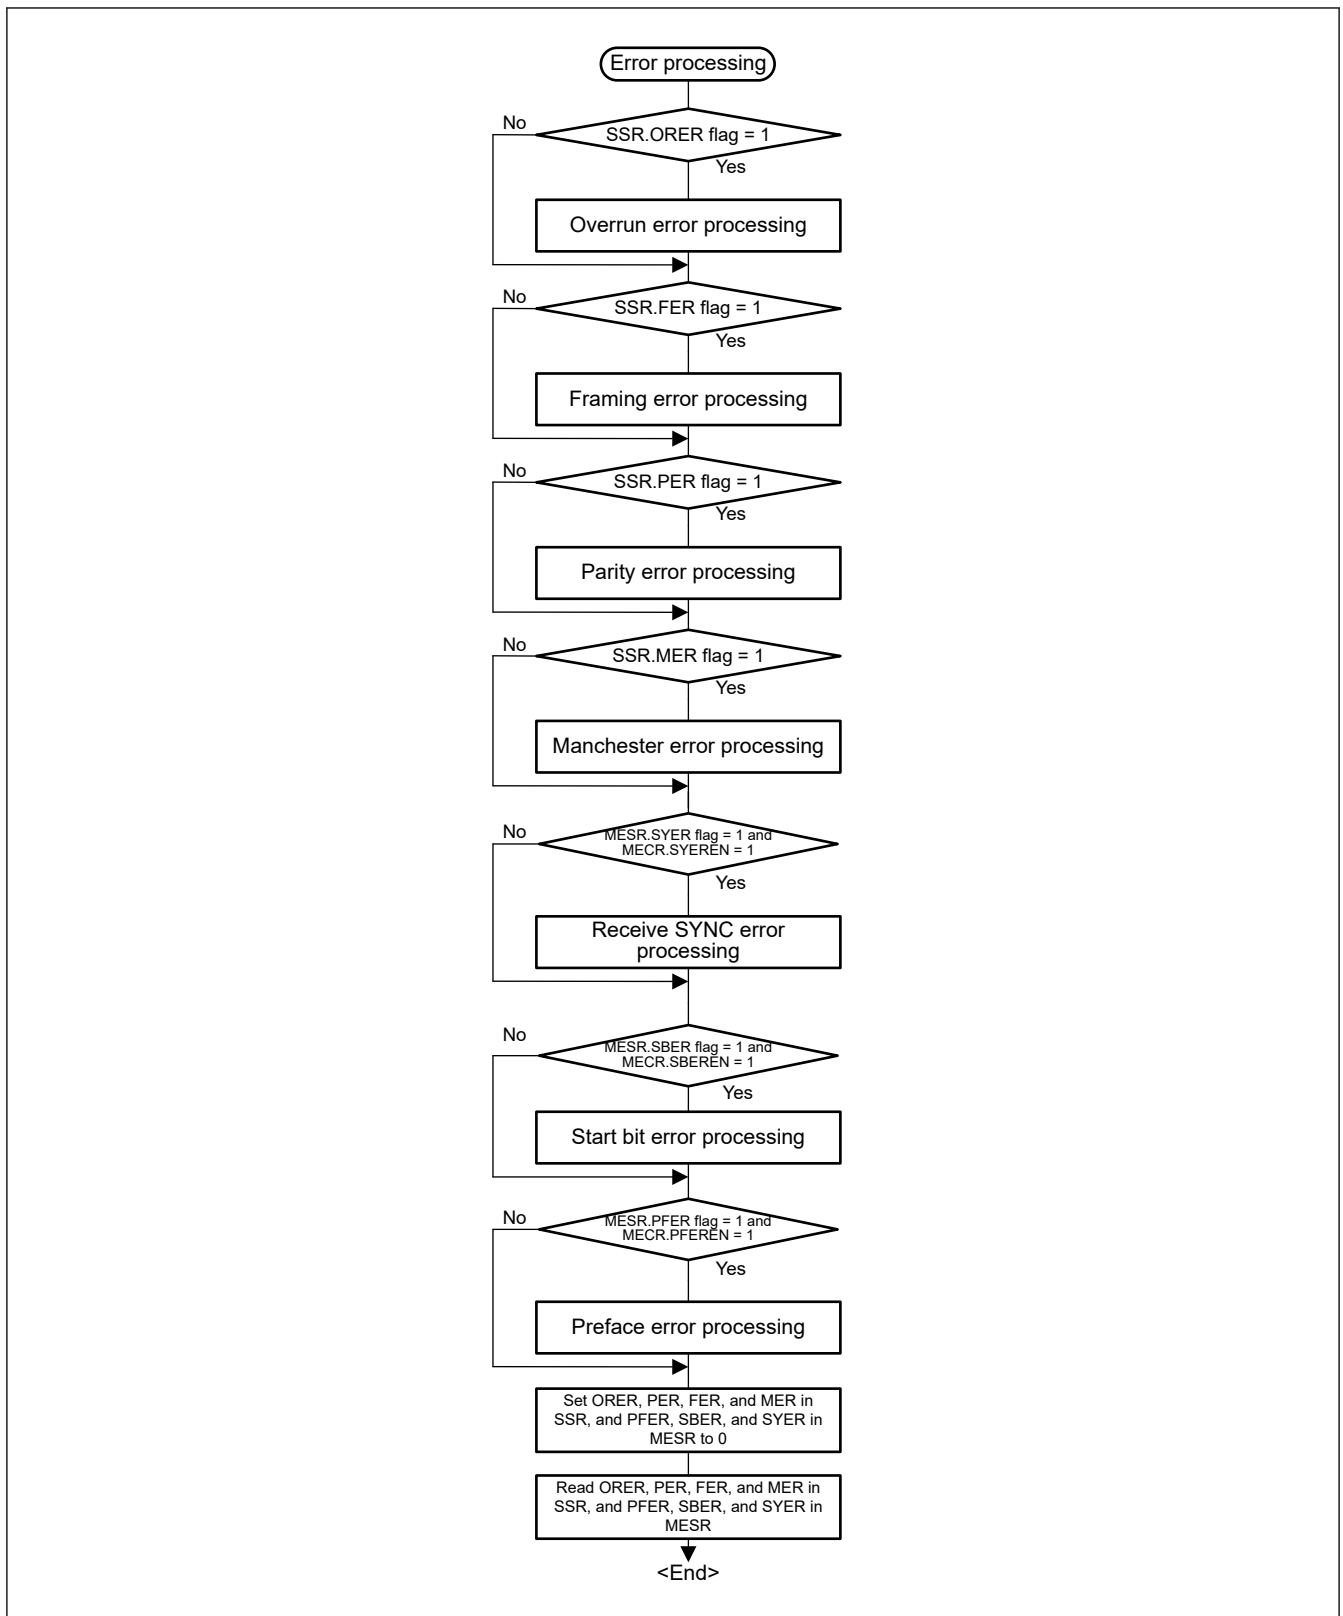 Error processing
No
SSR.ORER flag = 1
Yes
Overrun error processing
No
SSR.FER flag = 1
Yes
Framing error processing
No
SSR.PER flag = 1
Yes
Parity error processing
No
SSR.MER flag = 1
Yes
Manchester error processing
No
MESR.SYER flag = 1 and
MECR.SYEREN = 1
Yes
Receive SYNC error
processing
No
MESR.SBER flag = 1 and
MECR.SBEREN = 1
Yes
Start bit error processing
No
MESR.PFER flag = 1 and
MECR.PFEREN = 1
Yes
Preface error processing
Set ORER, PER, FER, and MER in
SSR, and PFER, SBER, and SYER in
MESR to 0
Read ORER, PER, FER, and MER in
SSR, and PFER, SBER, and SYER in
MESR
<End>